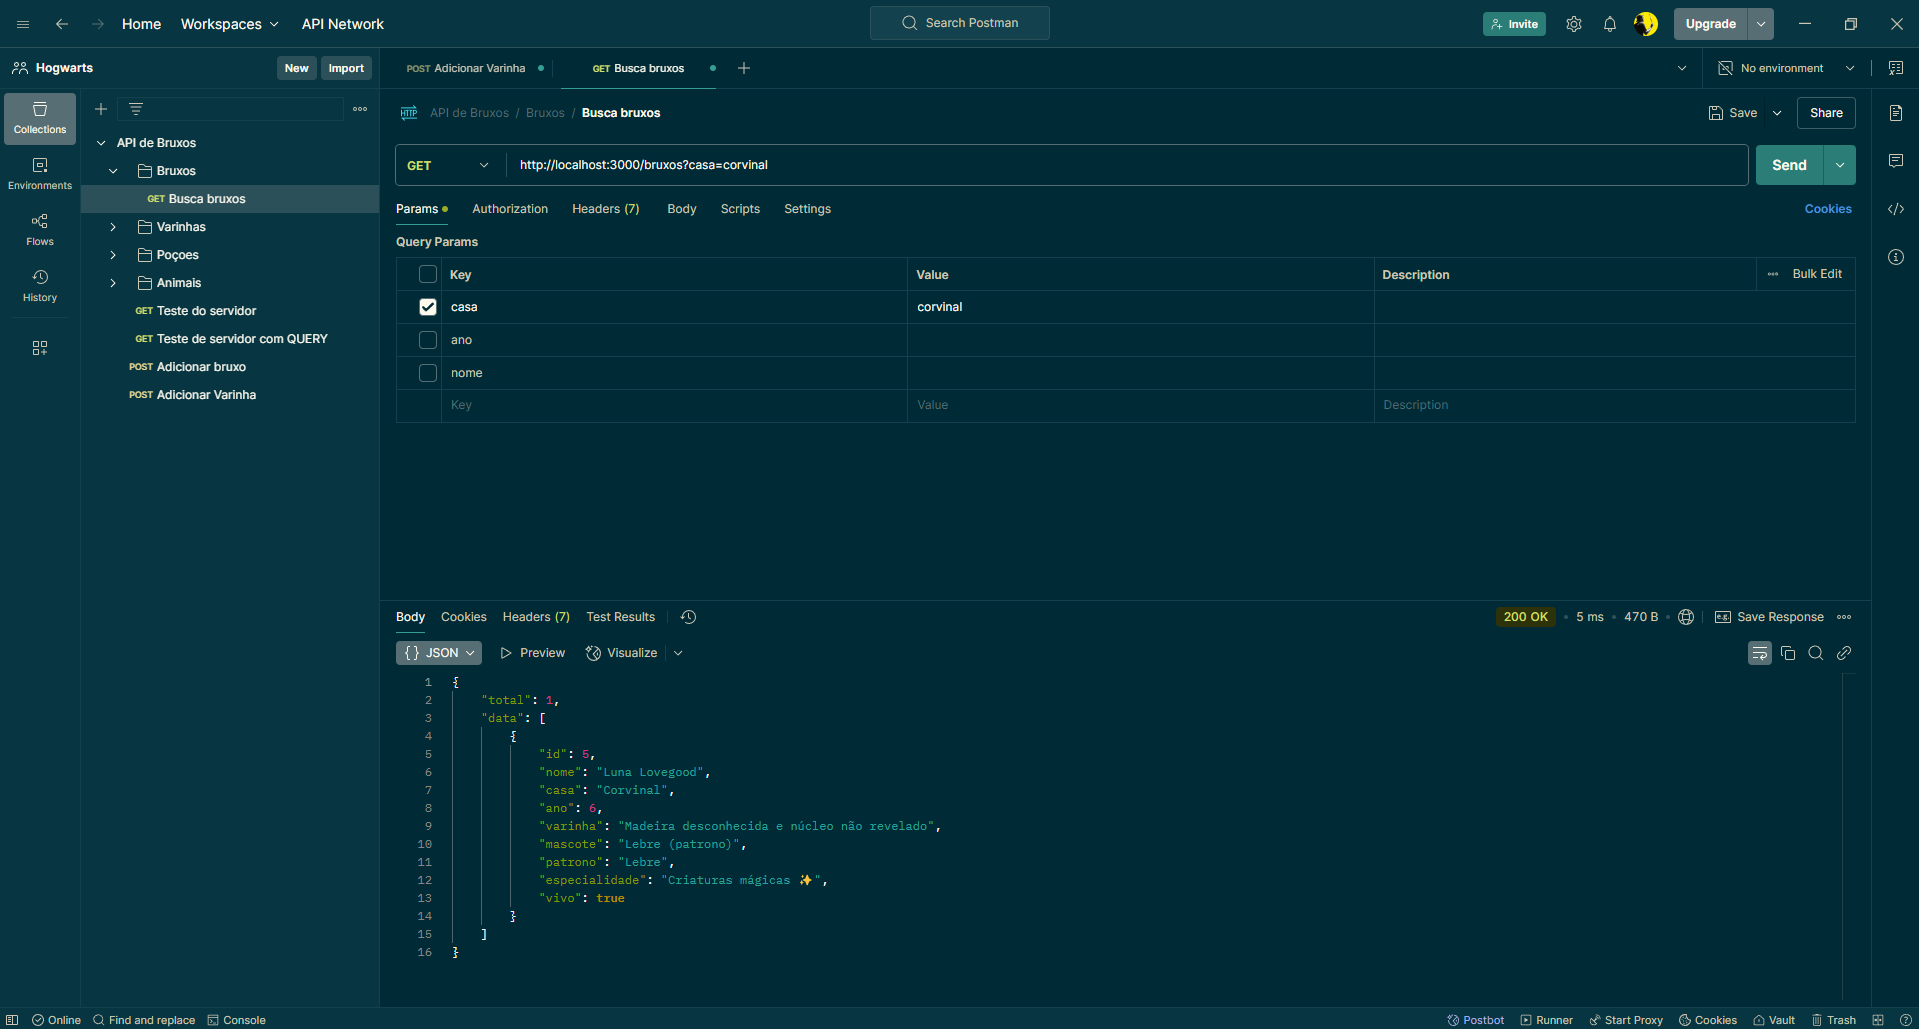 Home Workspaces API Network Search Postman Invite Upgrade
Hogwarts New Import POST Adicionar Varinha GET Busca bruxos No environment
Collections
Environments
Flows
History
API de Bruxos
Bruxos
GET Busca bruxos
Varinhas
Poçoes
Animais
GET Teste do servidor
GET Teste de servidor com QUERY
POST Adicionar bruxo
POST Adicionar Varinha
HTTP API de Bruxos / Bruxos / Busca bruxos Save Share
GET http://localhost:3000/bruxos?casa=corvinal Send
Params Authorization Headers (7) Body Scripts Settings Cookies
Query Params
Key Value Description Bulk Edit
casa corvinal
ano
nome
Key Value Description
Body Cookies Headers (7) Test Results 200 OK • 5 ms • 470 B • e.g. Save Response
{ } JSON Preview Visualize
1 {
2 "total": 1,
3 "data": [
4 {
5 "id": 5,
6 "nome": "Luna Lovegood",
7 "casa": "Corvinal",
8 "ano": 6,
9 "varinha": "Madeira desconhecida e núcleo não revelado",
10 "mascote": "Lebre (patrono)",
11 "patrono": "Lebre",
12 "especialidade": "Criaturas mágicas ✨",
13 "vivo": true
14 }
15 ]
16 }
Online Find and replace Console Postbot Runner Start Proxy Cookies Vault Trash